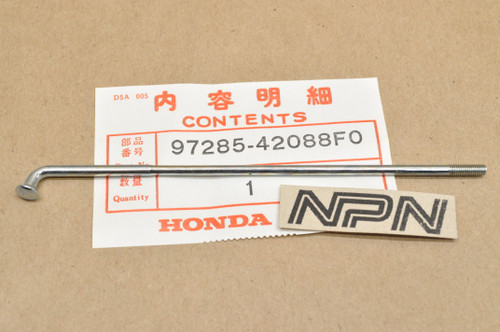 DSA 005
内容明細
CONTENTS
部品
番号
97285-42088F0
数量
Quantity
1
HONDA
NPN